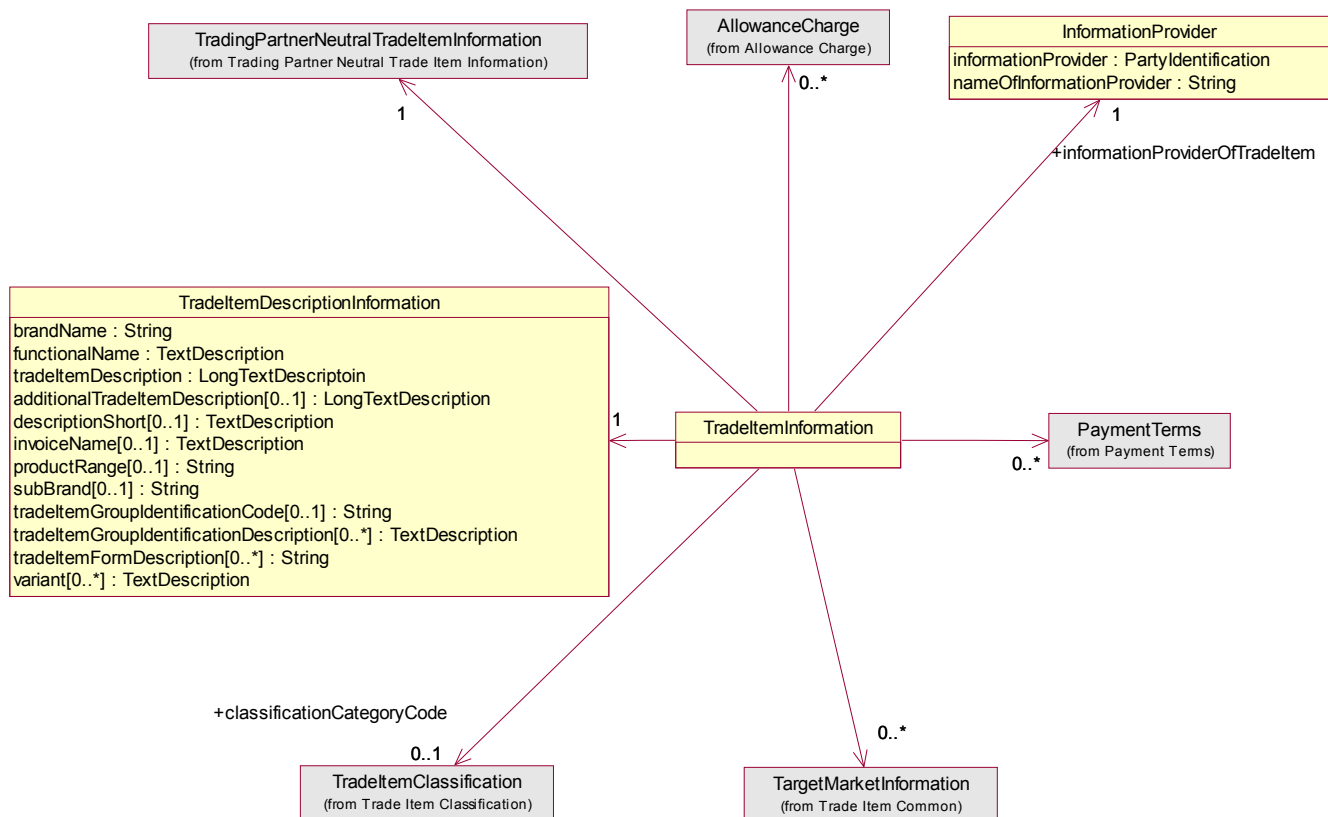 TradingPartnerNeutralTradeItemInformation
(from Trading Partner Neutral Trade Item Information)
1
AllowanceCharge
(from Allowance Charge)
0..*
InformationProvider
informationProvider : PartyIdentification
nameOfInformationProvider : String
1
+informationProviderOfTradeItem
TradeItemDescriptionInformation
brandName : String
functionalName : TextDescription
tradeItemDescription : LongTextDescriptoin
additionalTradeItemDescription[0..1] : LongTextDescription
descriptionShort[0..1] : TextDescription
invoiceName[0..1] : TextDescription
productRange[0..1] : String
subBrand[0..1] : String
tradeItemGroupIdentificationCode[0..1] : String
tradeItemGroupIdentificationDescription[0..*] : TextDescription
tradeItemFormDescription[0..*] : String
variant[0..*] : TextDescription
1
TradeItemInformation
PaymentTerms
(from Payment Terms)
0..*
+classificationCategoryCode
0..1
TradeItemClassification
(from Trade Item Classification)
0..*
TargetMarketInformation
(from Trade Item Common)